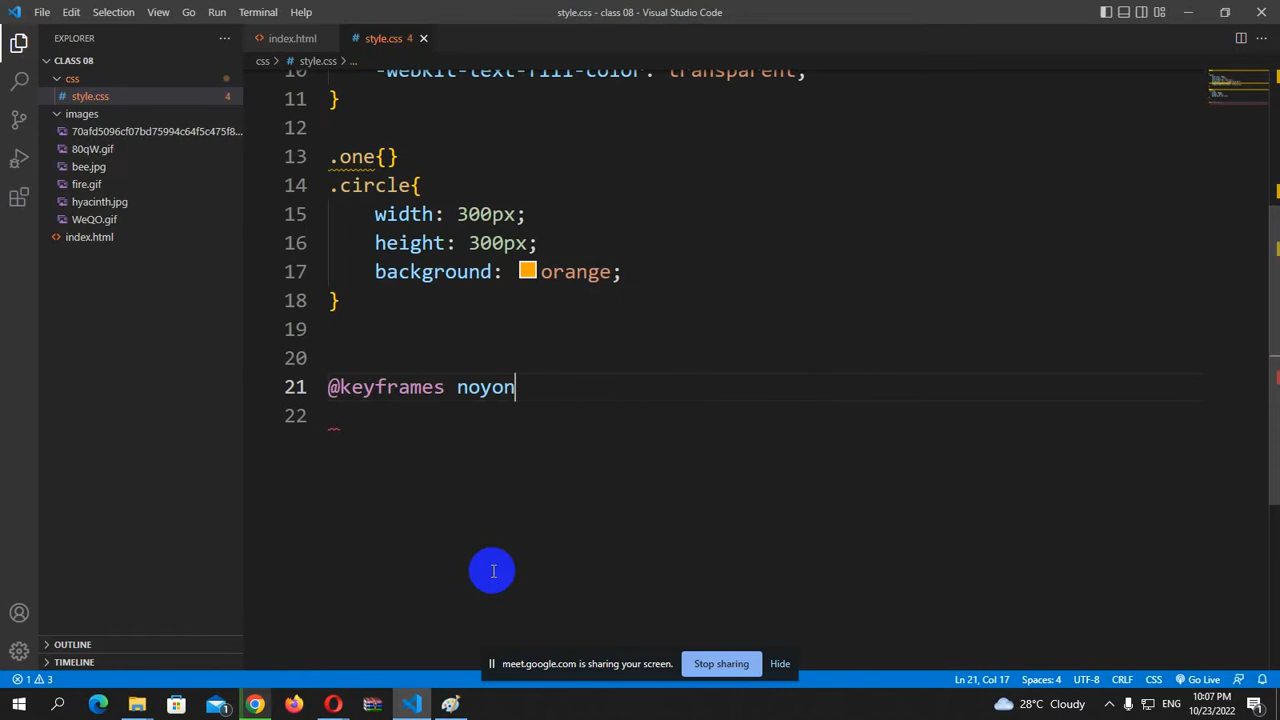 File Edit Selection View Go Run Terminal Help
style.css - class 08 - Visual Studio Code
EXPLORER
index.html
style.css 4
CLASS 08
css > # style.css > ...
css
style.css 4
images
70afd5096cf07bd75994c64f5c475f8...
80qW.gif
bee.jpg
fire.gif
hyacinth.jpg
WeQO.gif
index.html
10 -webkit-text-fill-color: transparent;
11 }
12
13 .one{}
14 .circle{
15 width: 300px;
16 height: 300px;
17 background: orange;
18 }
19
20
21 @keyframes noyon
22
OUTLINE
TIMELINE
meet.google.com is sharing your screen. Stop sharing Hide
1 3
Ln 21, Col 17 Spaces: 4 UTF-8 CRLF CSS Go Live
28°C Cloudy ENG 10:07 PM
10/23/2022